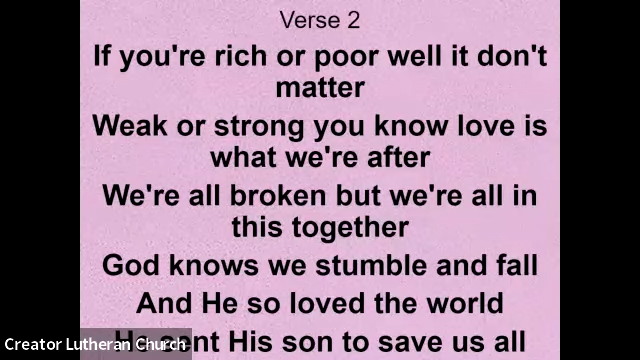 Verse 2
If you're rich or poor well it don't
matter
Weak or strong you know love is
what we're after
We're all broken but we're all in
this together
God knows we stumble and fall
And He so loved the world
He sent His son to save us all
Creator Lutheran Church